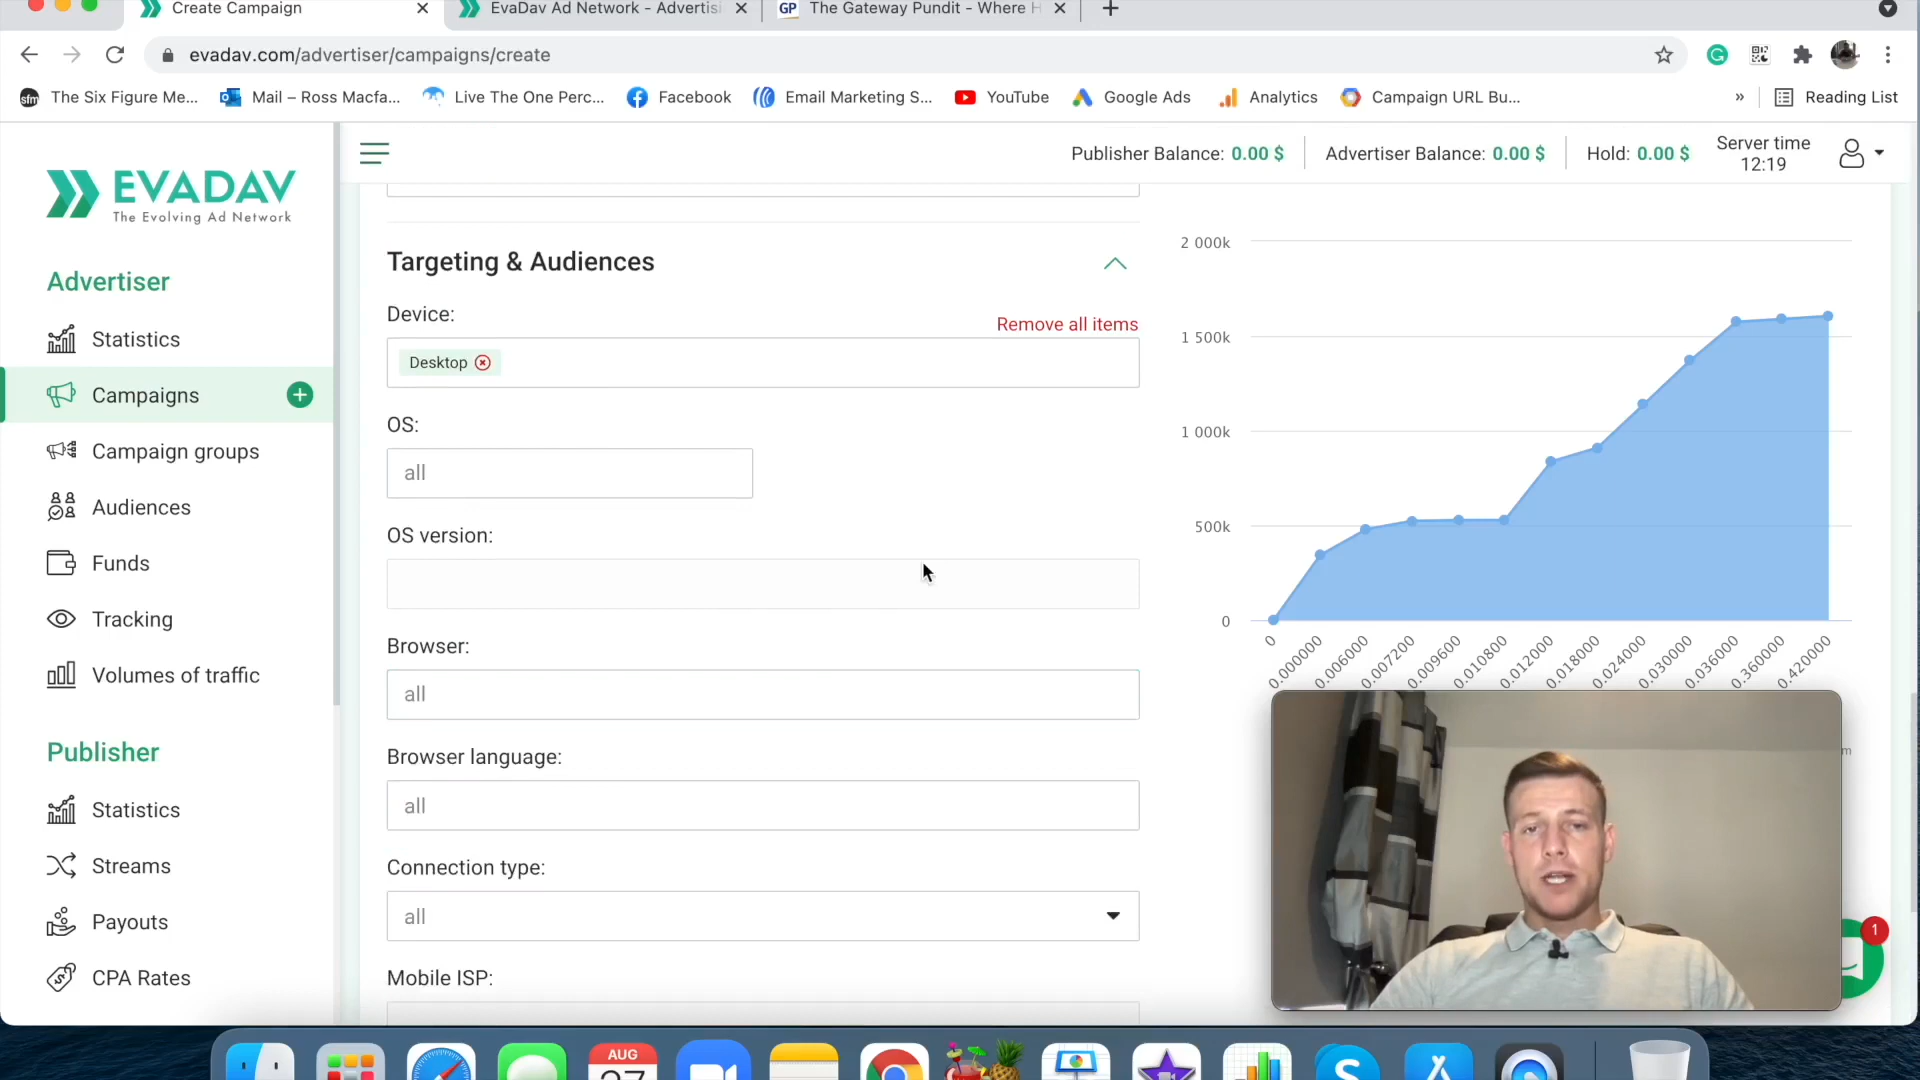 Create Campaign
EvaDav Ad Network - Advertisi
GP The Gateway Pundit - Where H
evadav.com/advertiser/campaigns/create
sfm The Six Figure Me...
Mail – Ross Macfa...
Live The One Perc...
Facebook
Email Marketing S...
YouTube
Google Ads
Analytics
Campaign URL Bu...
»
Reading List
EVADAV
The Evolving Ad Network
Publisher Balance: 0.00 $
Advertiser Balance: 0.00 $
Hold: 0.00 $
Server time
12:19
Advertiser
Statistics
Campaigns
Campaign groups
Audiences
Funds
Tracking
Volumes of traffic
Publisher
Statistics
Streams
Payouts
CPA Rates
Targeting & Audiences
Device:
Remove all items
Desktop
OS:
all
OS version:
Browser:
all
Browser language:
all
Connection type:
all
Mobile ISP:
2 000k
1 500k
1 000k
500k
0
0
0.000000
0.006000
0.007200
0.009600
0.010800
0.012000
0.018000
0.024000
0.030000
0.036000
0.360000
0.420000
m
1
AUG
27